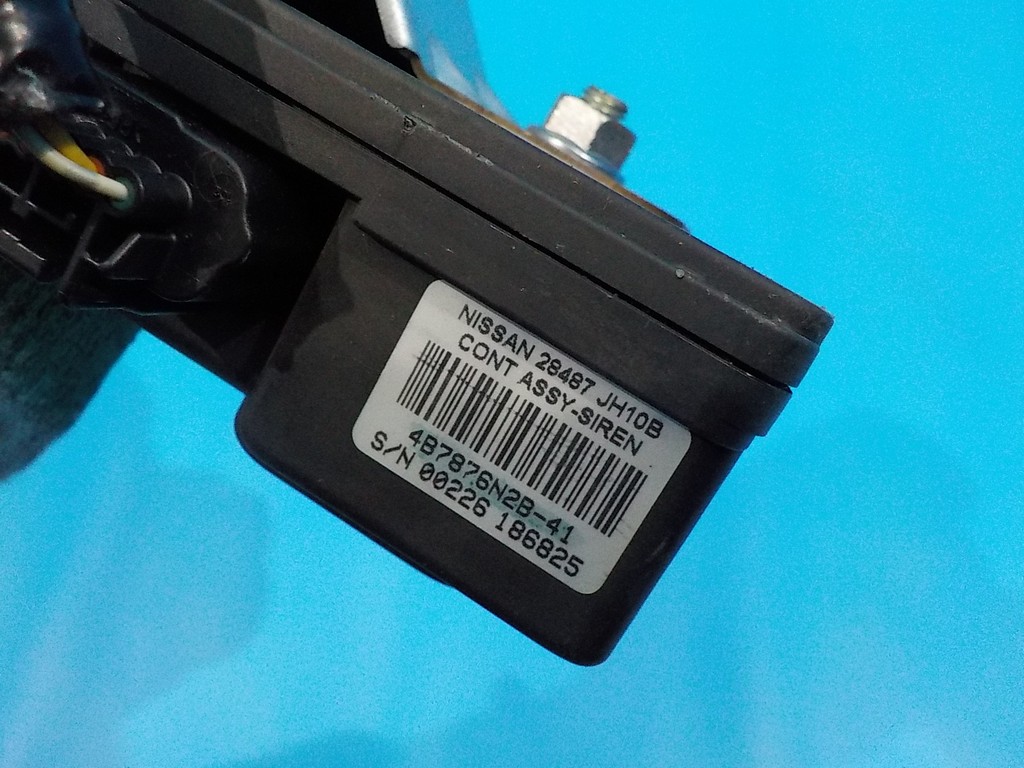 NISSAN 28487 JH10B
CONT ASSY-SIREN
4B7876N2B-41
S/N 00226 186825